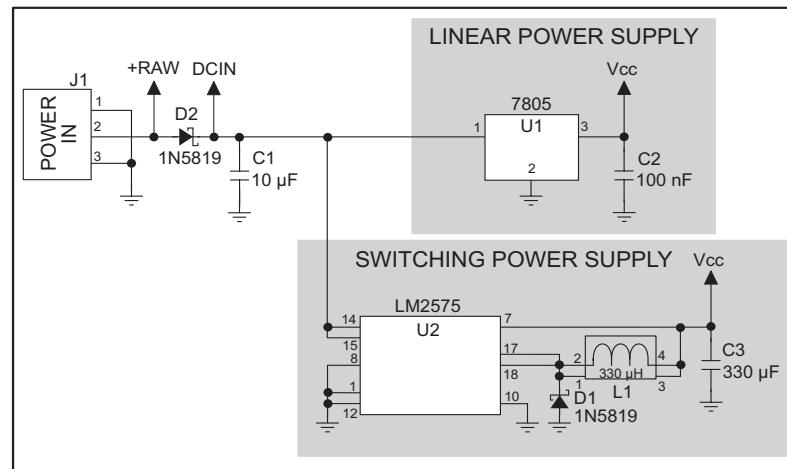 LINEAR POWER SUPPLY
+RAW DCIN
Vcc
J1
7805
1
D2
U1
POWER IN
2
1
3
3
1N5819
C1
10 µF
2
C2
100 nF
SWITCHING POWER SUPPLY
Vcc
LM2575
14
U2
7
15
17
2
4
C3
8
330 µH
330 µF
18
1
3
1
L1
12
10
D1
1N5819